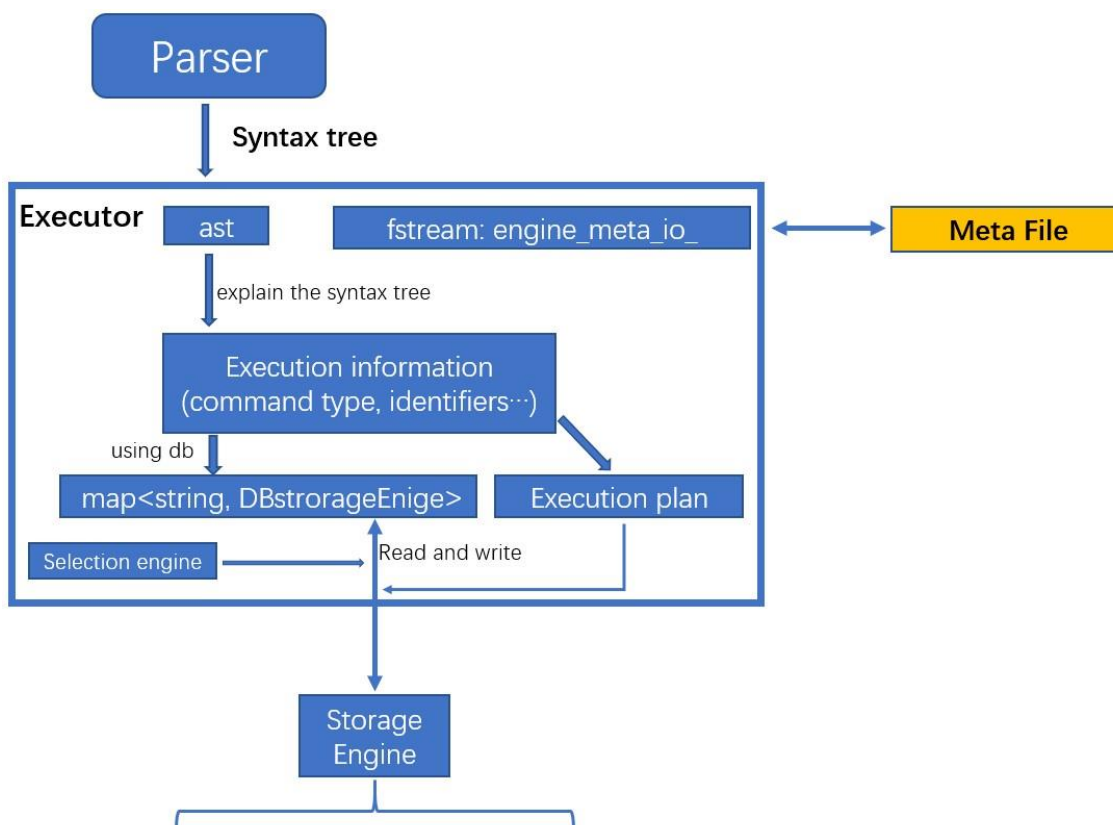 Parser
Syntax tree
Executor
ast
fstream: engine_meta_io_
Meta File
explain the syntax tree
Execution information
(command type, identifiers···)
using db
map<string, DBstrorageEnige>
Execution plan
Selection engine
Read and write
Storage
Engine